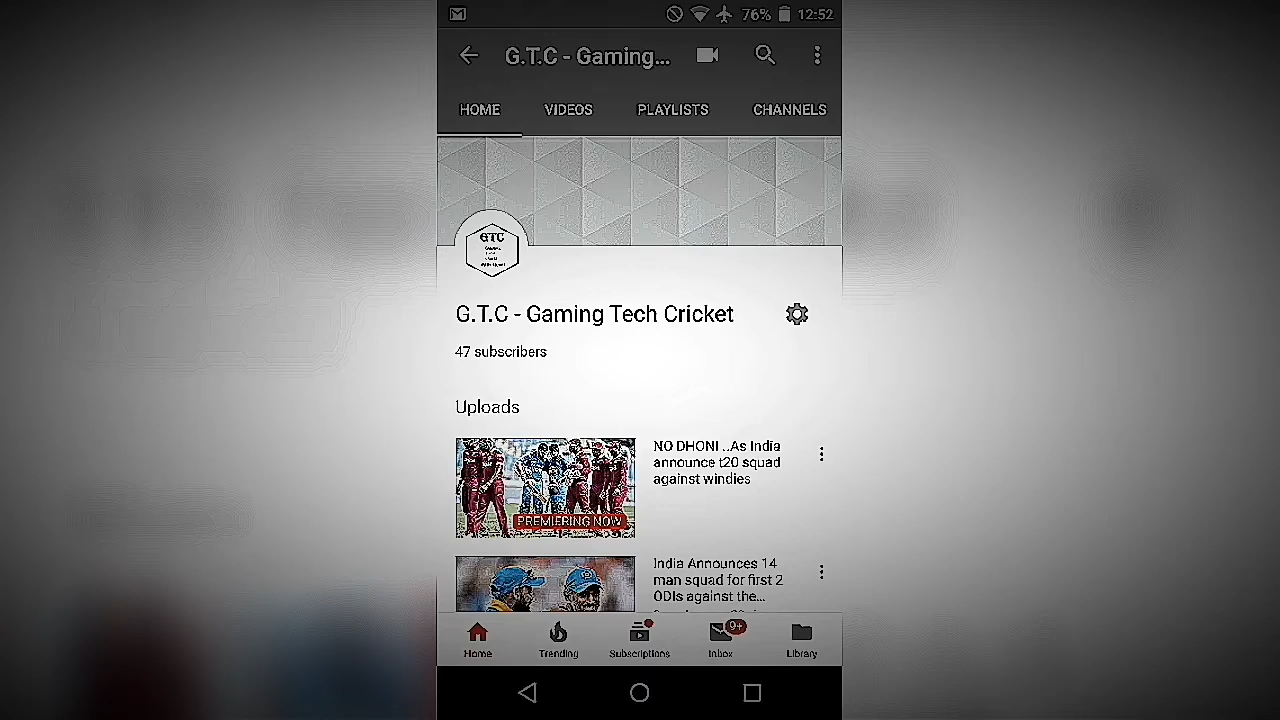 76% 12:52
G.T.C - Gaming...
HOME VIDEOS PLAYLISTS CHANNELS
GTC
G.T.C - Gaming Tech Cricket
47 subscribers
Uploads
NO DHONI ..As India
announce t20 squad
against windies
PREMIERING NOW
India Announces 14
man squad for first 2
ODIs against the...
9+
Home Trending Subscriptions Inbox Library